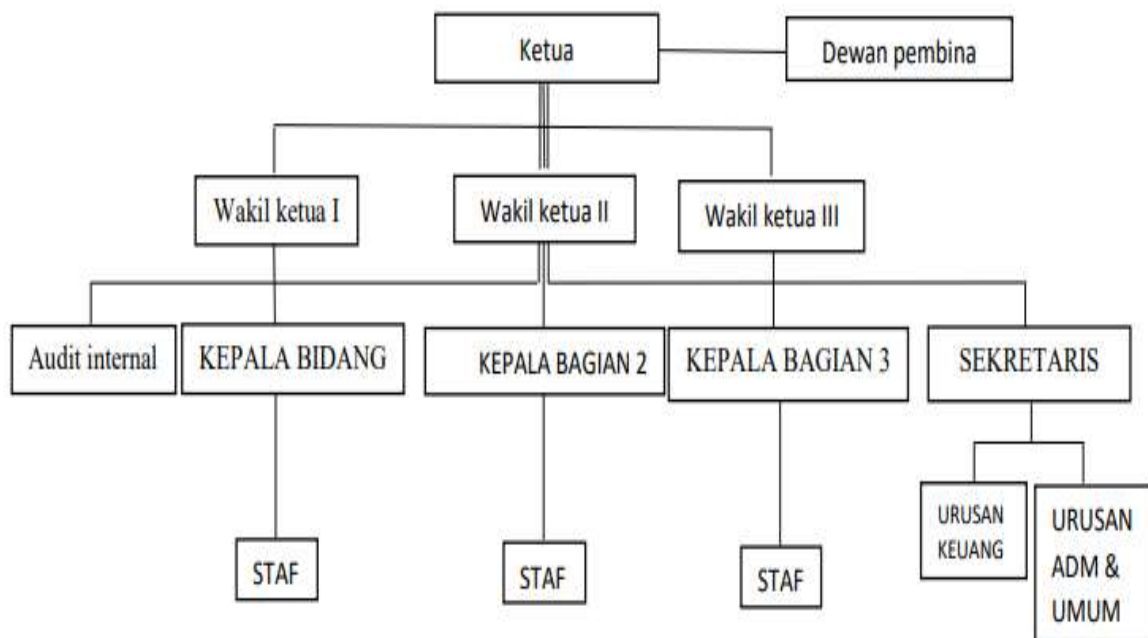 Ketua
Dewan pembina
Wakil ketua I
Wakil ketua II
Wakil ketua III
Audit internal
KEPALA BIDANG
KEPALA BAGIAN 2
KEPALA BAGIAN 3
SEKRETARIS
STAF
STAF
STAF
URUSAN
KEUANG
URUSAN
ADM &
UMUM